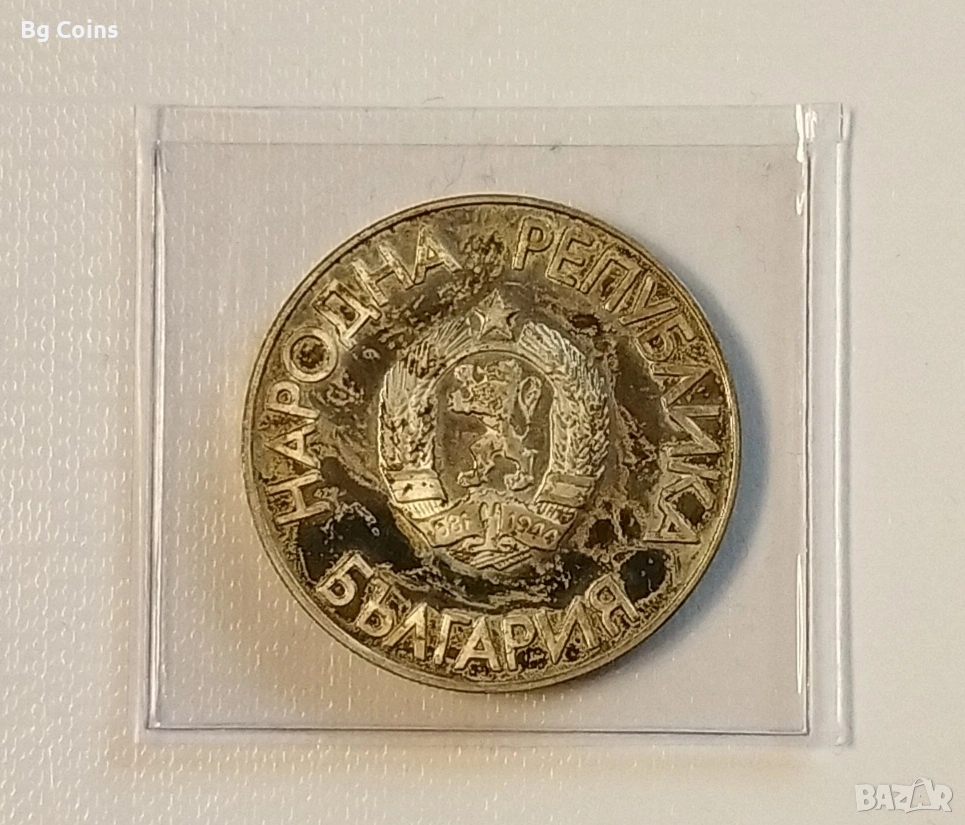 Bg Coins
НАРОДНА РЕПУБЛИКА
БЪЛГАРИЯ
681 1944
BAZAR